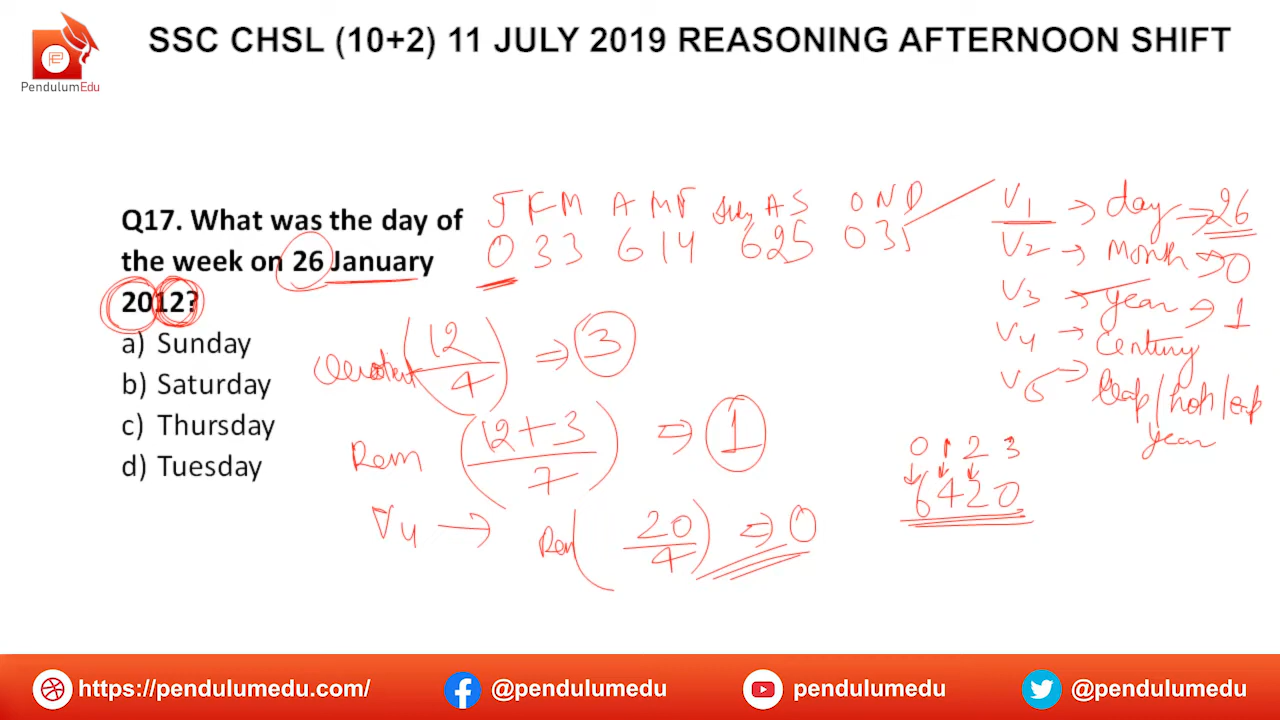 SSC CHSL (10+2) 11 JULY 2019 REASONING AFTERNOON SHIFT
PendulumEdu
Q17. What was the day of
the week on 26 January
2012?
a) Sunday
b) Saturday
c) Thursday
d) Tuesday
J F M A M J July A S O N D
0 3 3 6 1 4 6 2 5 0 3 5
V1 → day → 26
V2 → Month → 0
V3 → year → 1
V4 → Century
V5 → leap/non/leap
year
(12/4) ⇒ 3
Rem (12+3/7) ⇒ 1
V4 → Rem (20/4) ⇒ 0
0 1 2 3
6 4 2 0
https://pendulumedu.com/
@pendulumedu
pendulumedu
@pendulumedu